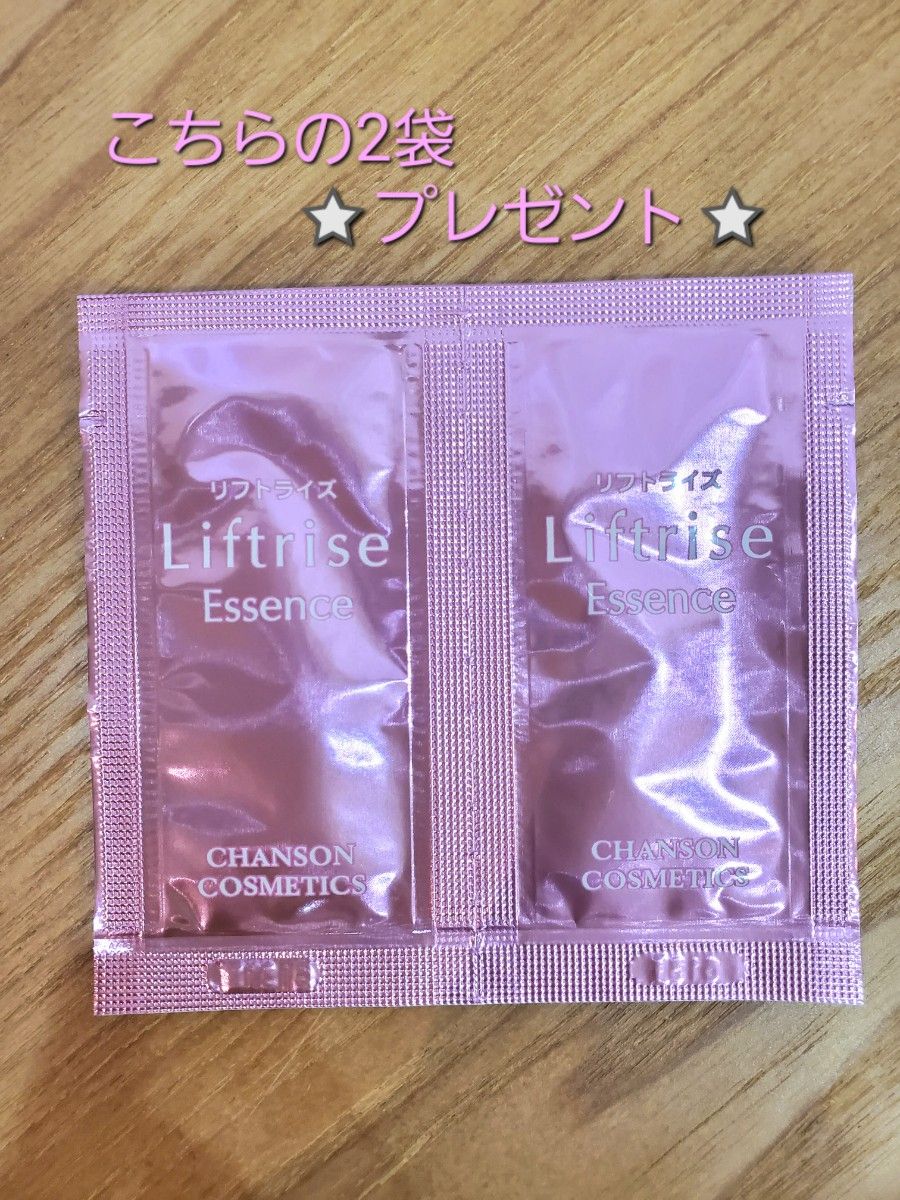 こちらの2袋
⭐プレゼント⭐
リフトライズ
Liftrise
Essence
CHANSON
COSMETICS
リフトライズ
Liftrise
Essence
CHANSON
COSMETICS